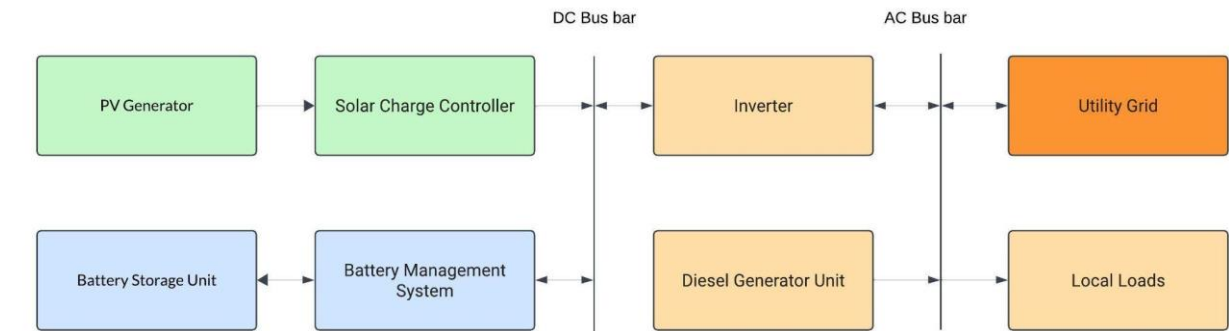 DC Bus bar
AC Bus bar
PV Generator
Solar Charge Controller
Inverter
Utility Grid
Battery Storage Unit
Battery Management
System
Diesel Generator Unit
Local Loads